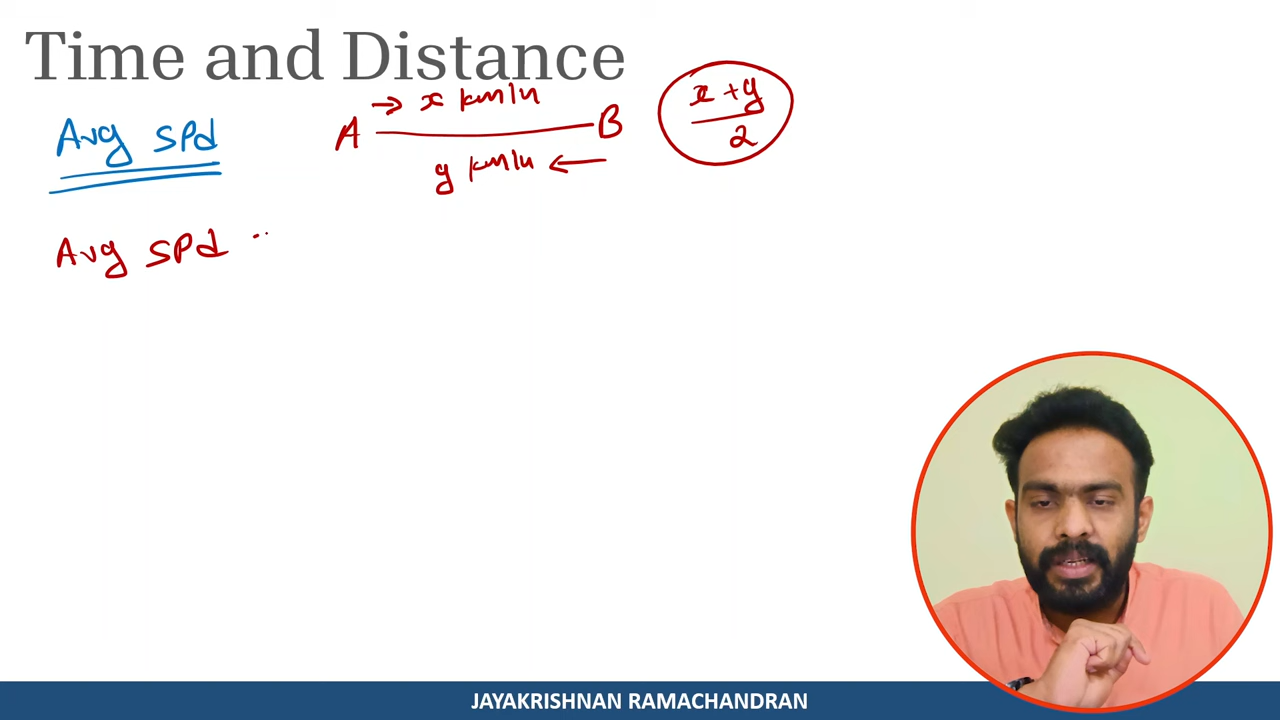 Time and Distance
Avg SPd
A → x km/h B
y km/h ←
x + y
2
Avg SPd
JAYAKRISHNAN RAMACHANDRAN